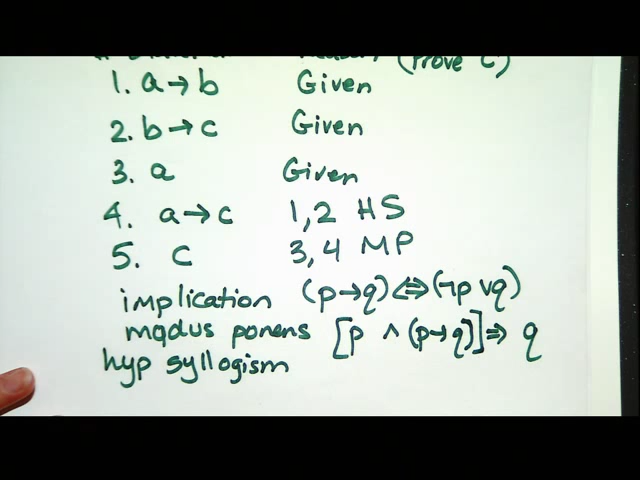 (Prove C)
1. a → b Given
2. b → c Given
3. a Given
4. a → c 1, 2 HS
5. C 3, 4 MP
implication (p → q) ⇔ (¬p ∨ q)
modus ponens [p ∧ (p → q)] ⇒ q
hyp syllogism